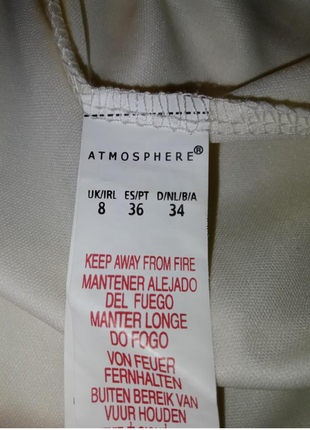 ATMOSPHERE®
UK/IRL ES/PT D/NL/B/A
8 36 34
KEEP AWAY FROM FIRE
MANTENER ALEJADO
DEL FUEGO
MANTER LONGE
DO FOGO
VON FEUER
FERNHALTEN
BUITEN BEREIK VAN
VUUR HOUDEN